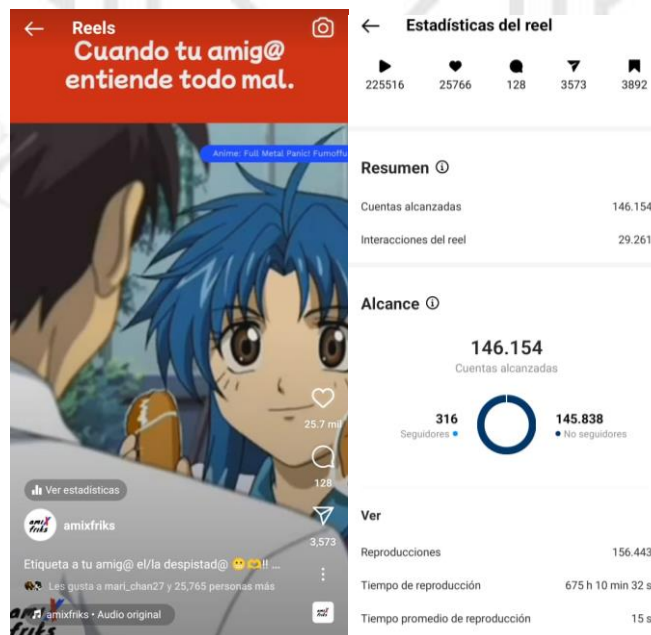 Reels
Cuando tu amig@
entiende todo mal.
Anime: Full Metal Panic! Fumoffu
25.7 mil
128
3,573
Ver estadísticas
amixfriks
Etiqueta a tu amig@ el/la despistad@ 😬🫶!! ...
Les gusta a mari_chan27 y 25,765 personas más
amixfriks • Audio original
amiX
friks
Estadísticas del reel
225516
25766
128
3573
3892
Resumen
Cuentas alcanzadas
146.154
Interacciones del reel
29.261
Alcance
146.154
Cuentas alcanzadas
316
Seguidores
145.838
No seguidores
Ver
Reproducciones
156.443
Tiempo de reproducción
675 h 10 min 32 s
Tiempo promedio de reproducción
15 s